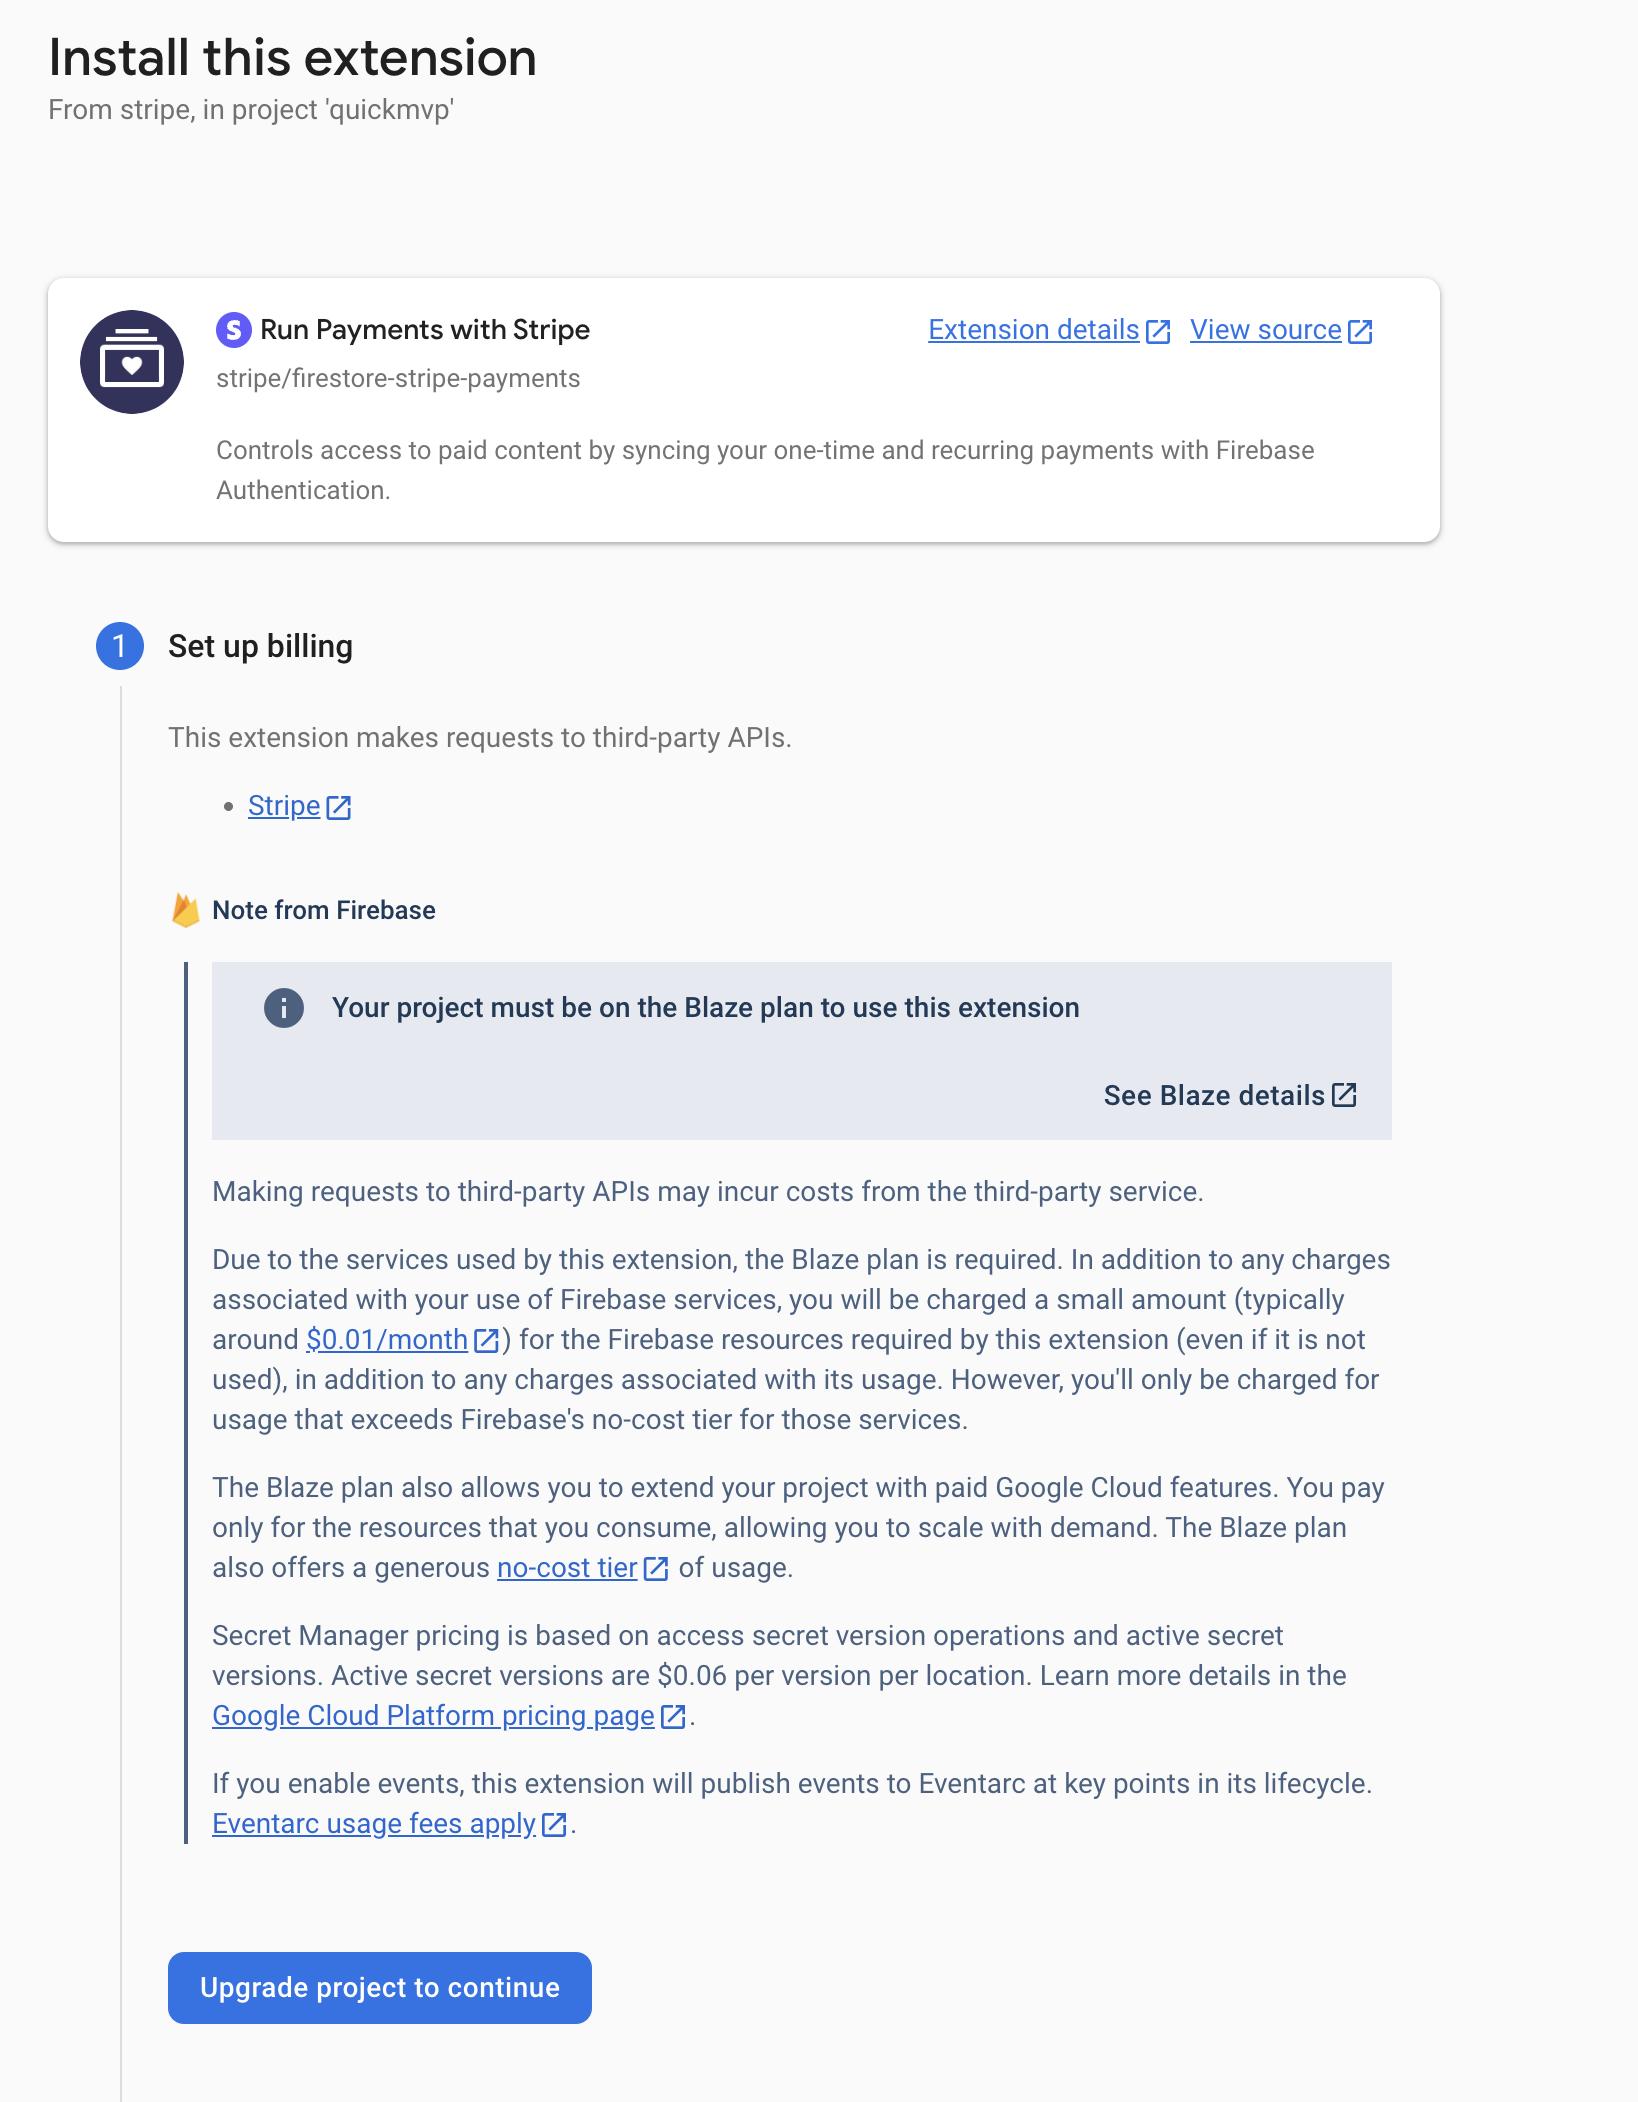 Install this extension
From stripe, in project 'quickmvp'
S Run Payments with Stripe
Extension details View source
stripe/firestore-stripe-payments
Controls access to paid content by syncing your one-time and recurring payments with Firebase
Authentication.
1 Set up billing
This extension makes requests to third-party APIs.
• Stripe
Note from Firebase
i Your project must be on the Blaze plan to use this extension
See Blaze details
Making requests to third-party APIs may incur costs from the third-party service.
Due to the services used by this extension, the Blaze plan is required. In addition to any charges
associated with your use of Firebase services, you will be charged a small amount (typically
around $0.01/month ) for the Firebase resources required by this extension (even if it is not
used), in addition to any charges associated with its usage. However, you'll only be charged for
usage that exceeds Firebase's no-cost tier for those services.
The Blaze plan also allows you to extend your project with paid Google Cloud features. You pay
only for the resources that you consume, allowing you to scale with demand. The Blaze plan
also offers a generous no-cost tier of usage.
Secret Manager pricing is based on access secret version operations and active secret
versions. Active secret versions are $0.06 per version per location. Learn more details in the
Google Cloud Platform pricing page .
If you enable events, this extension will publish events to Eventarc at key points in its lifecycle.
Eventarc usage fees apply .
Upgrade project to continue